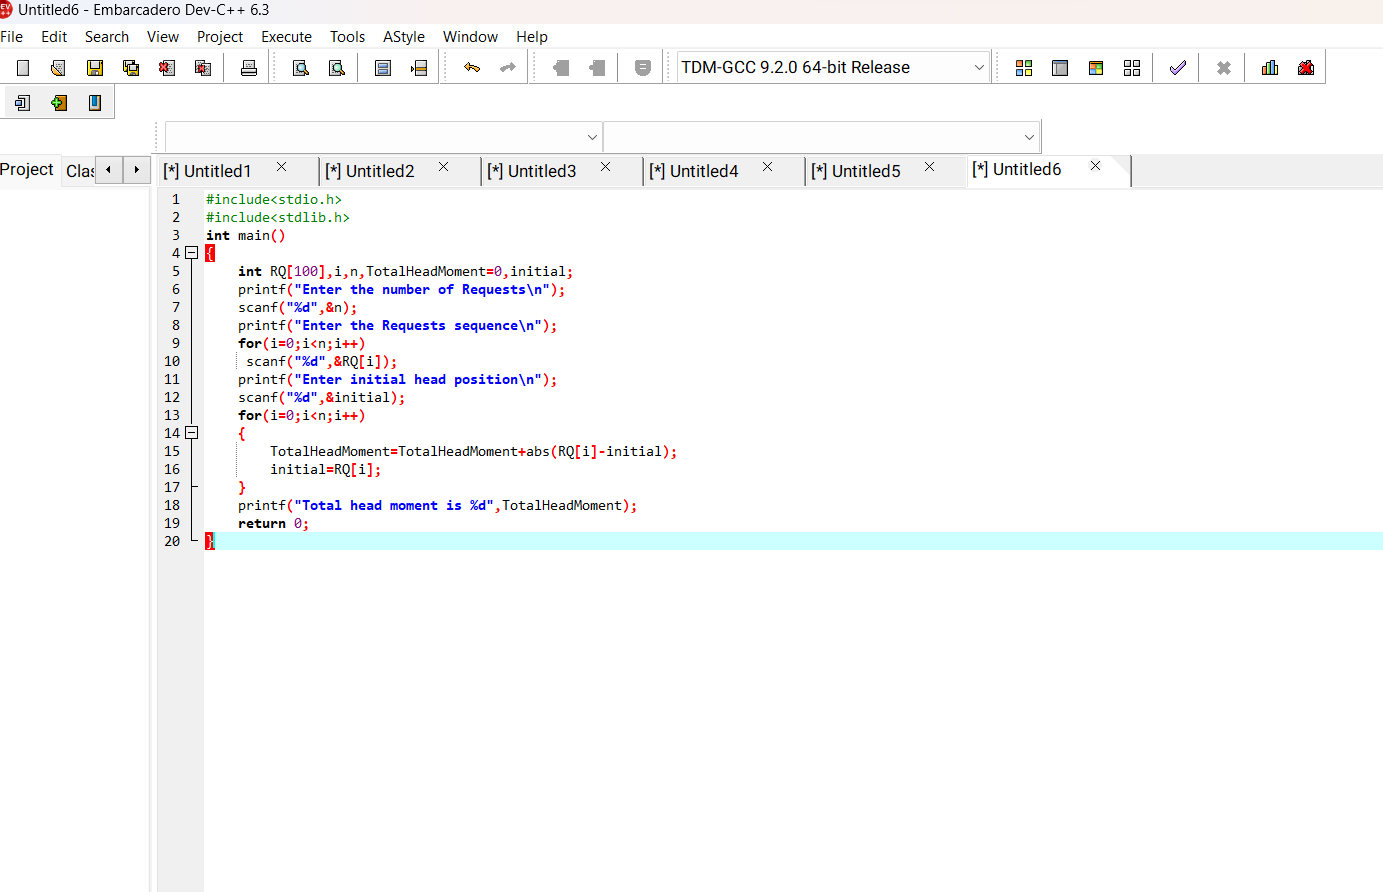 Untitled6 - Embarcadero Dev-C++ 6.3
File Edit Search View Project Execute Tools AStyle Window Help
TDM-GCC 9.2.0 64-bit Release
Project Clas
[*] Untitled1 [*] Untitled2 [*] Untitled3 [*] Untitled4 [*] Untitled5 [*] Untitled6
1 #include<stdio.h>
2 #include<stdlib.h>
3 int main()
4 {
5 int RQ[100],i,n,TotalHeadMoment=0,initial;
6 printf("Enter the number of Requests\n");
7 scanf("%d",&n);
8 printf("Enter the Requests sequence\n");
9 for(i=0;i<n;i++)
10 scanf("%d",&RQ[i]);
11 printf("Enter initial head position\n");
12 scanf("%d",&initial);
13 for(i=0;i<n;i++)
14 {
15 TotalHeadMoment=TotalHeadMoment+abs(RQ[i]-initial);
16 initial=RQ[i];
17 }
18 printf("Total head moment is %d",TotalHeadMoment);
19 return 0;
20 }